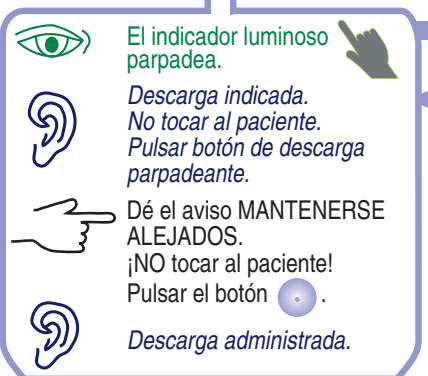 El indicador luminoso
parpadea.
Descarga indicada.
No tocar al paciente.
Pulsar botón de descarga
parpadeante.
Dé el aviso MANTENERSE
ALEJADOS.
¡NO tocar al paciente!
Pulsar el botón .
Descarga administrada.